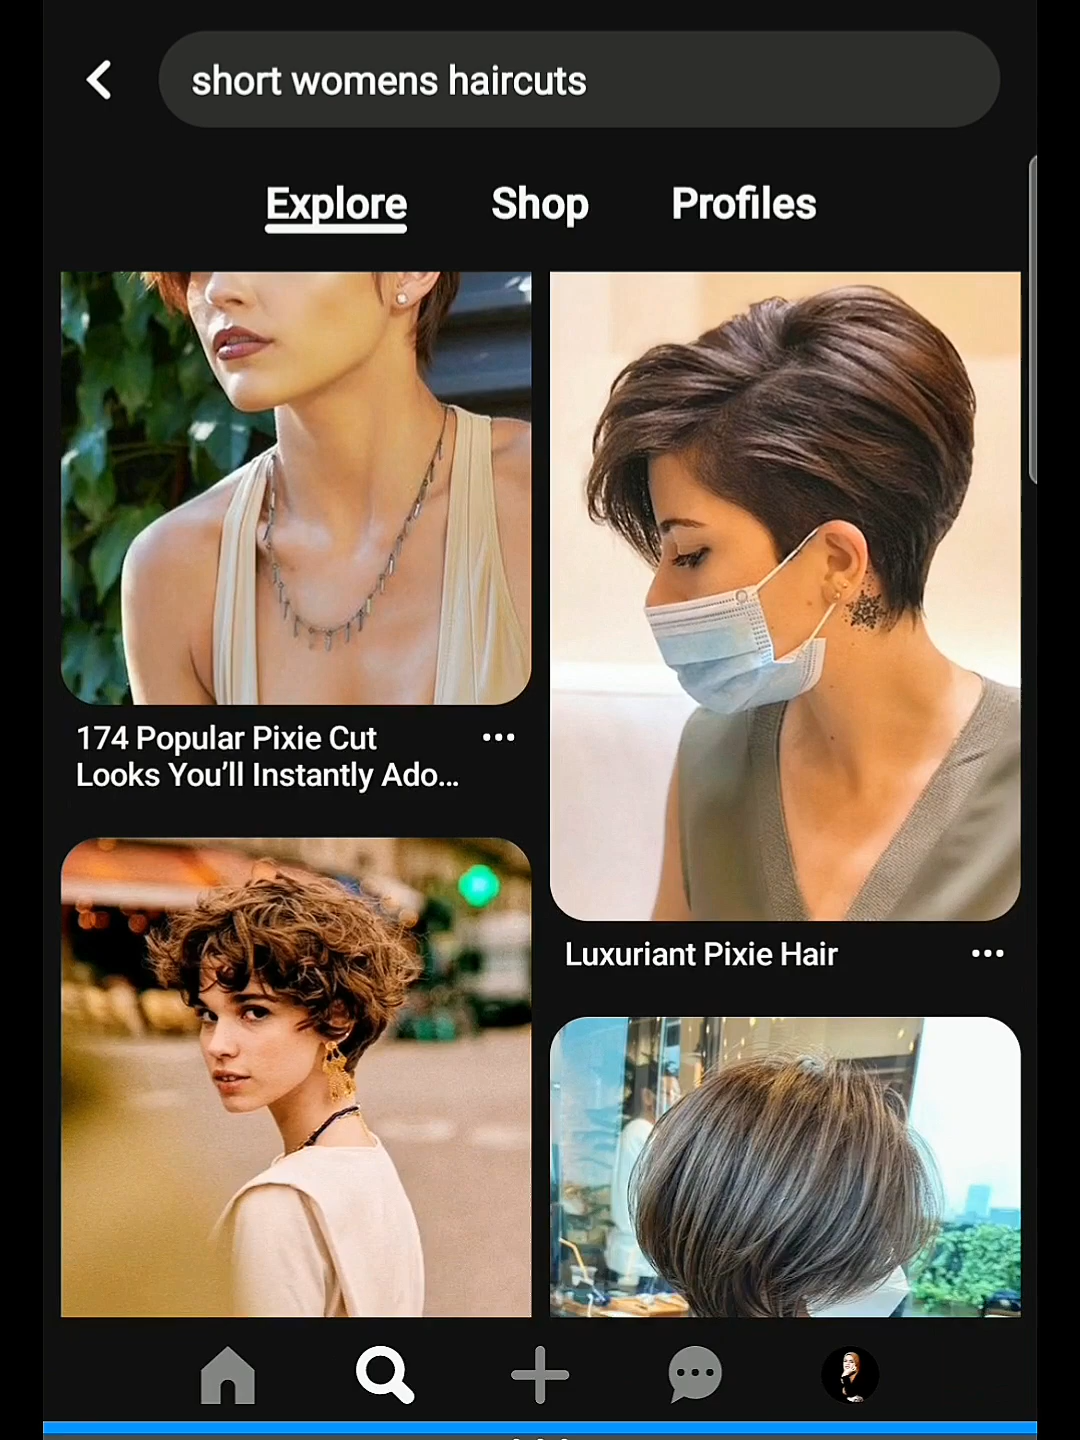 short womens haircuts
Explore
Shop
Profiles
174 Popular Pixie Cut
Looks You’ll Instantly Ado...
Luxuriant Pixie Hair